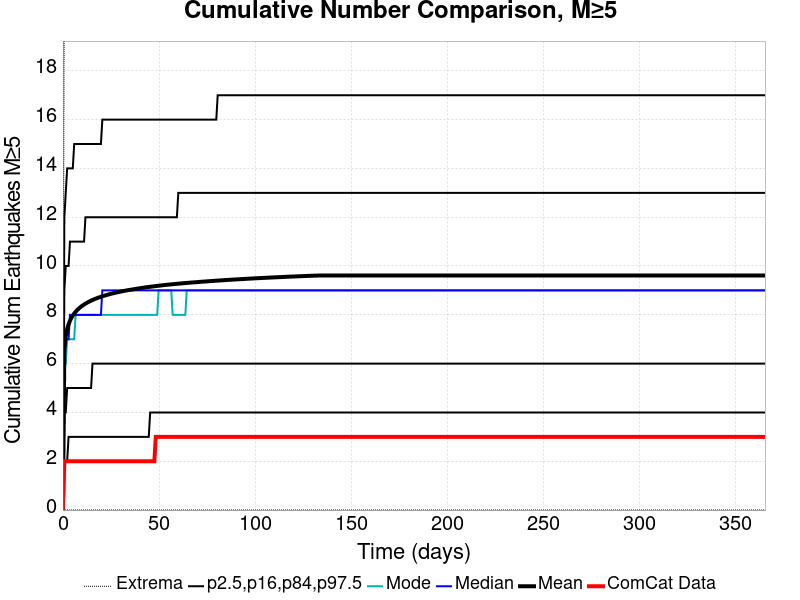 Cumulative Number Comparison, M≥5
Cumulative Num Earthquakes M≥5
18
16
14
12
10
8
6
4
2
0
0 50 100 150 200 250 300 350
Time (days)
Extrema p2.5,p16,p84,p97.5 Mode Median Mean ComCat Data